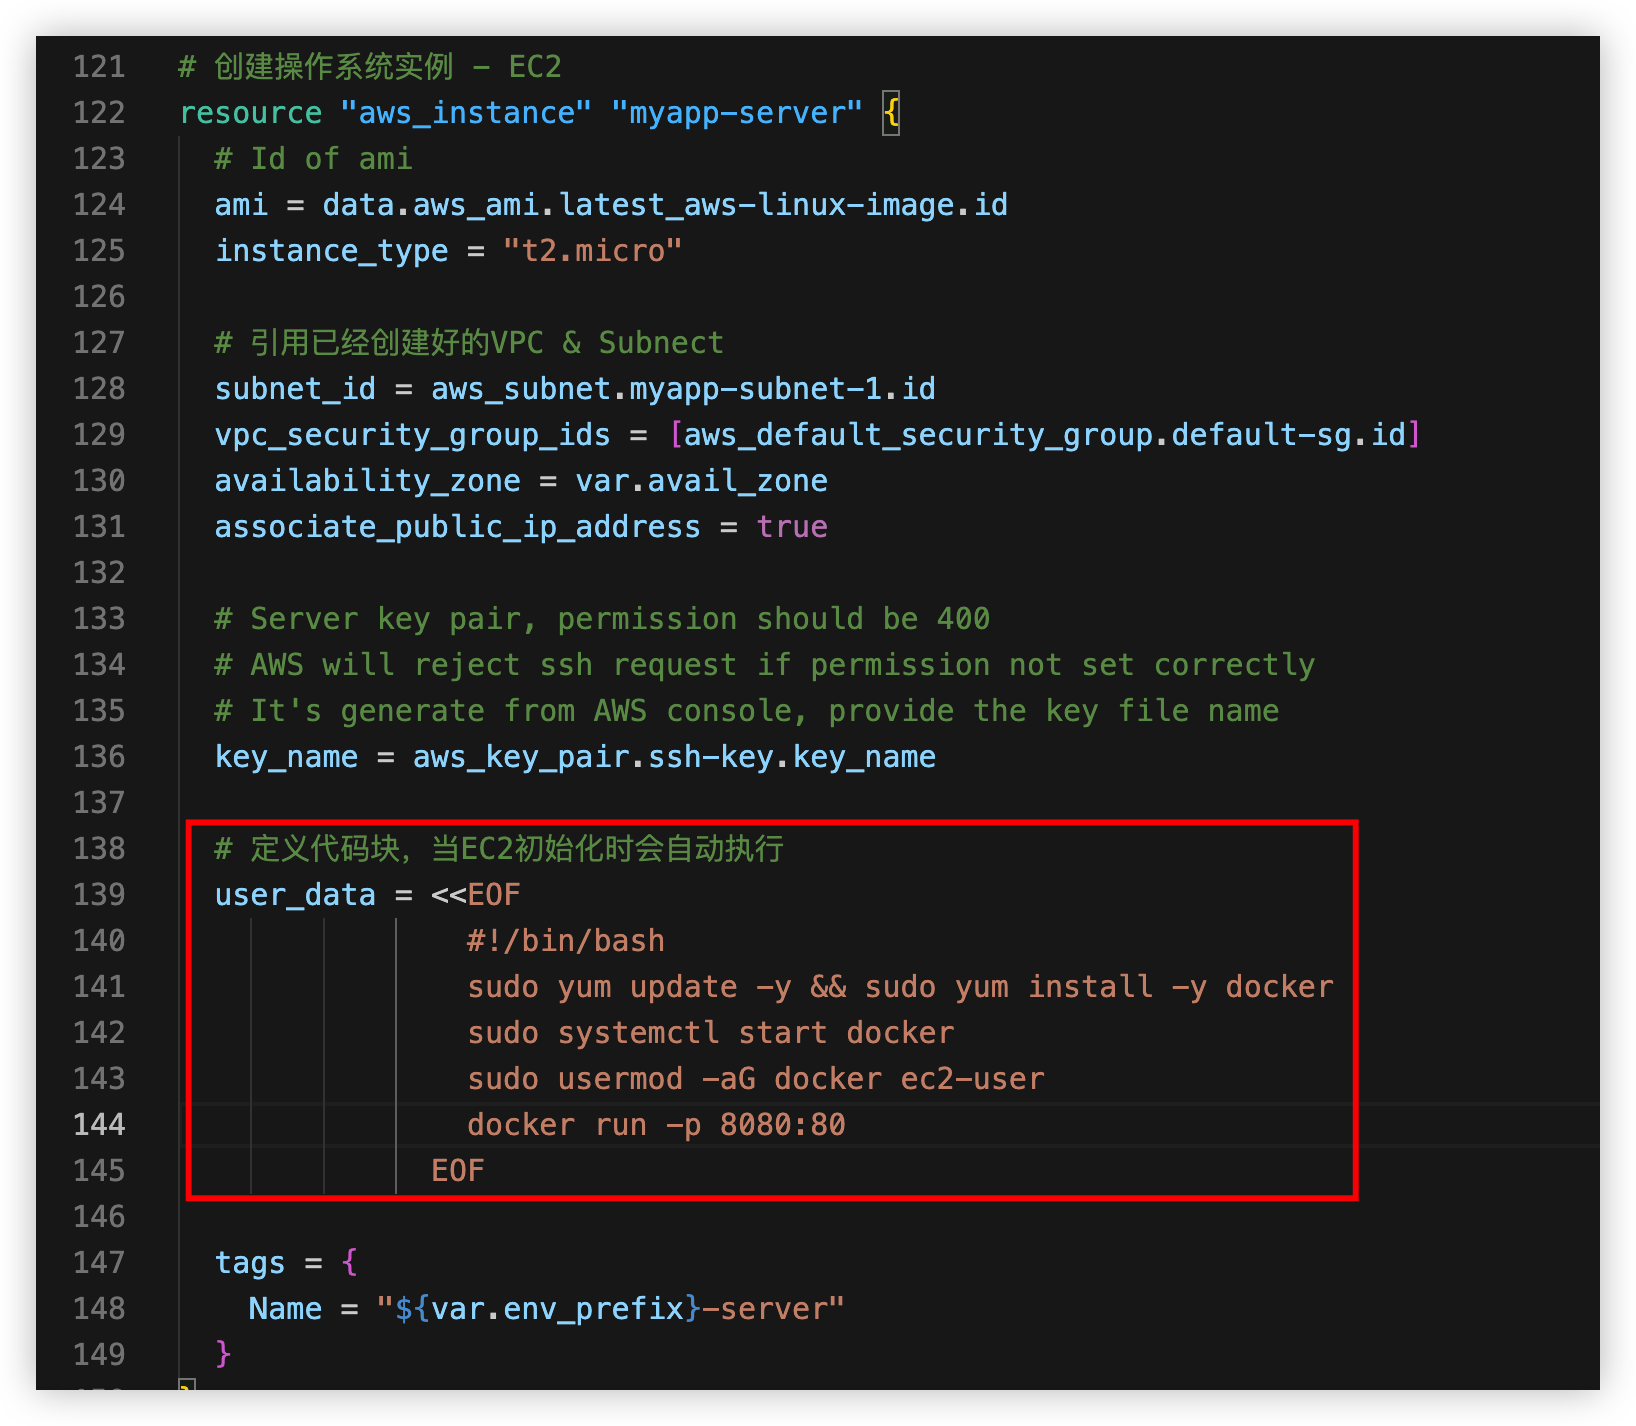 121 # 创建操作系统实例 - EC2
122 resource "aws_instance" "myapp-server" {
123 # Id of ami
124 ami = data.aws_ami.latest_aws-linux-image.id
125 instance_type = "t2.micro"
126
127 # 引用已经创建好的VPC & Subnect
128 subnet_id = aws_subnet.myapp-subnet-1.id
129 vpc_security_group_ids = [aws_default_security_group.default-sg.id]
130 availability_zone = var.avail_zone
131 associate_public_ip_address = true
132
133 # Server key pair, permission should be 400
134 # AWS will reject ssh request if permission not set correctly
135 # It's generate from AWS console, provide the key file name
136 key_name = aws_key_pair.ssh-key.key_name
137
138 # 定义代码块，当EC2初始化时会自动执行
139 user_data = <<EOF
140 #!/bin/bash
141 sudo yum update -y && sudo yum install -y docker
142 sudo systemctl start docker
143 sudo usermod -aG docker ec2-user
144 docker run -p 8080:80
145 EOF
146
147 tags = {
148 Name = "${var.env_prefix}-server"
149 }